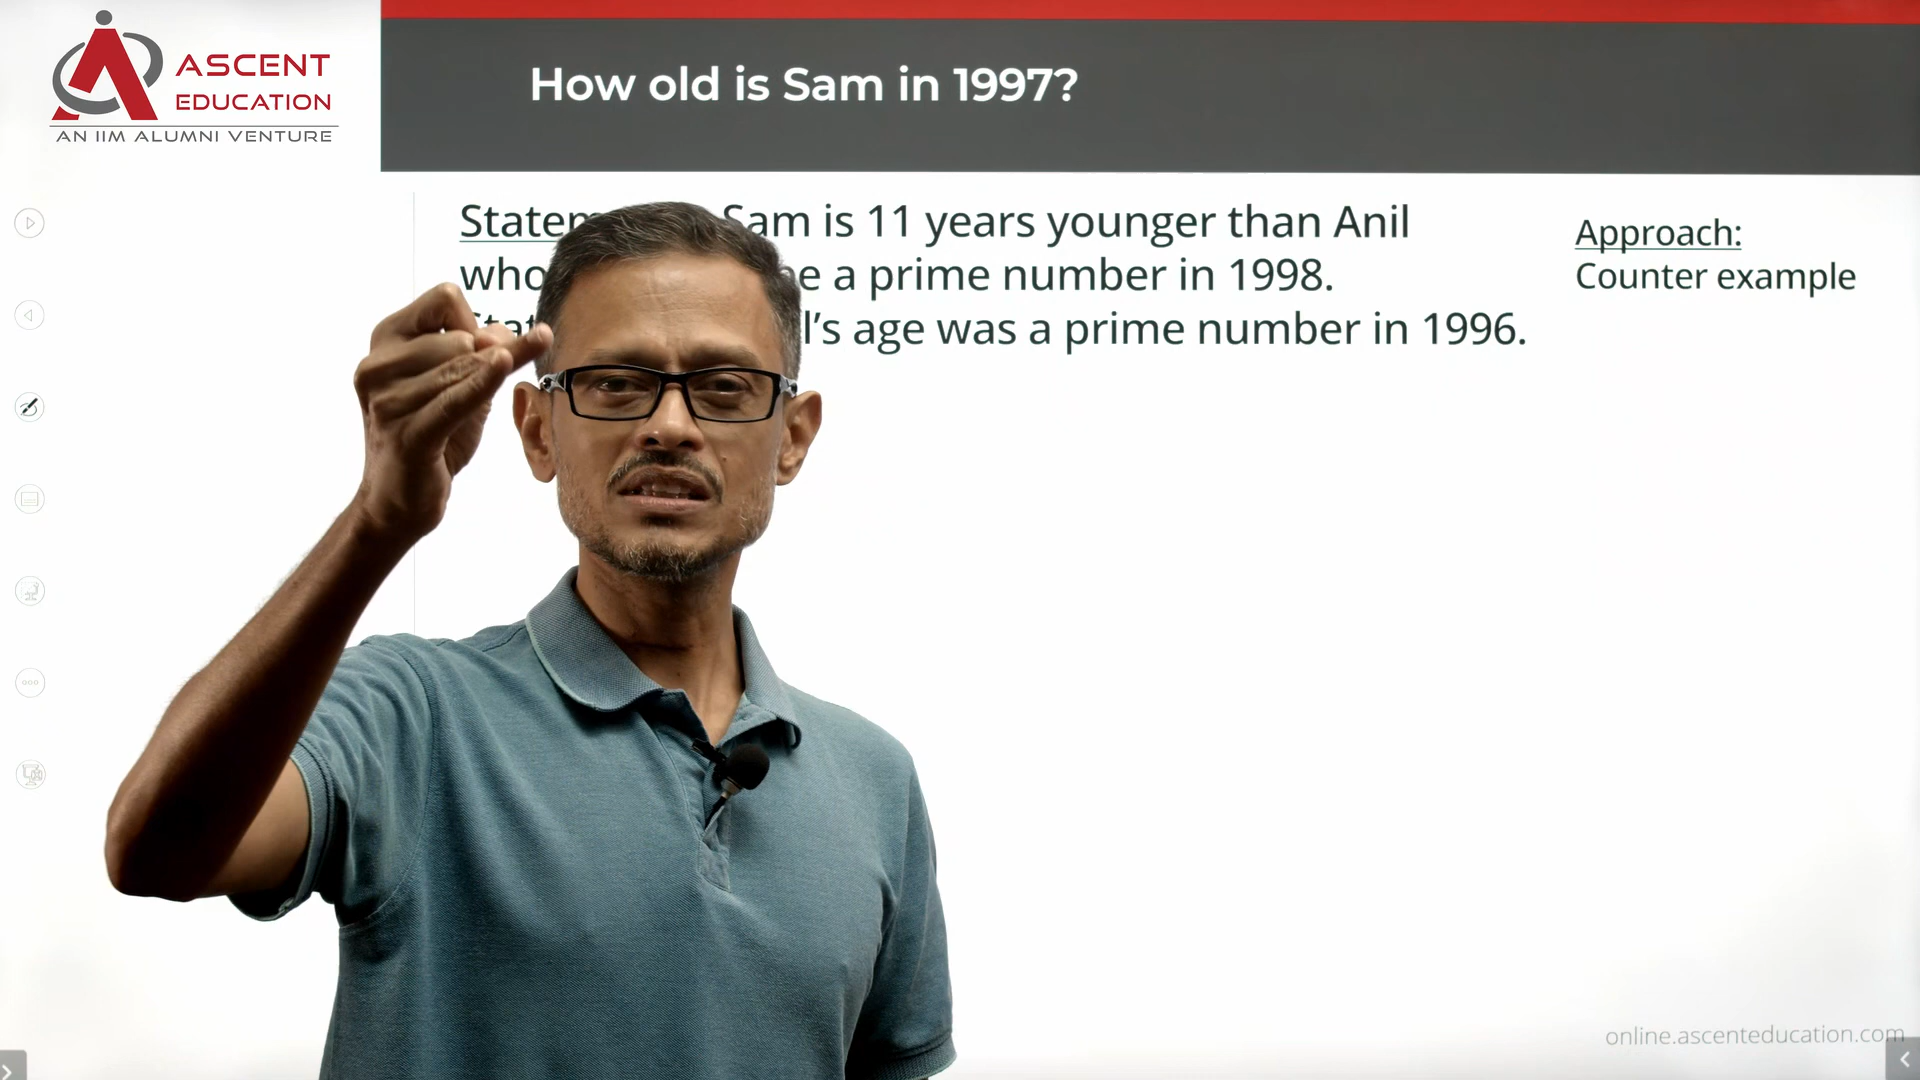 ASCENT
EDUCATION
AN IIM ALUMNI VENTURE
How old is Sam in 1997?
Sam is 11 years younger than Anil
who a prime number in 1998.
age was a prime number in 1996.
Approach:
Counter example
online.ascenteducation.com